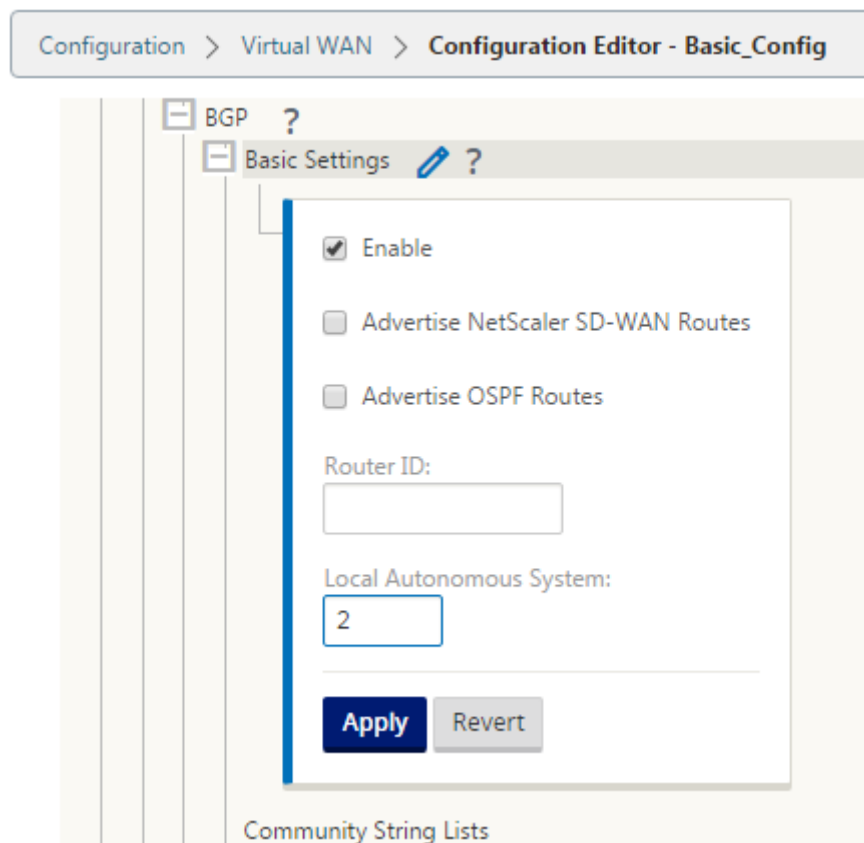 Configuration > Virtual WAN > Configuration Editor - Basic_Config
BGP ?
Basic Settings ?
Enable
Advertise NetScaler SD-WAN Routes
Advertise OSPF Routes
Router ID:
Local Autonomous System:
2
Apply Revert
Community String Lists